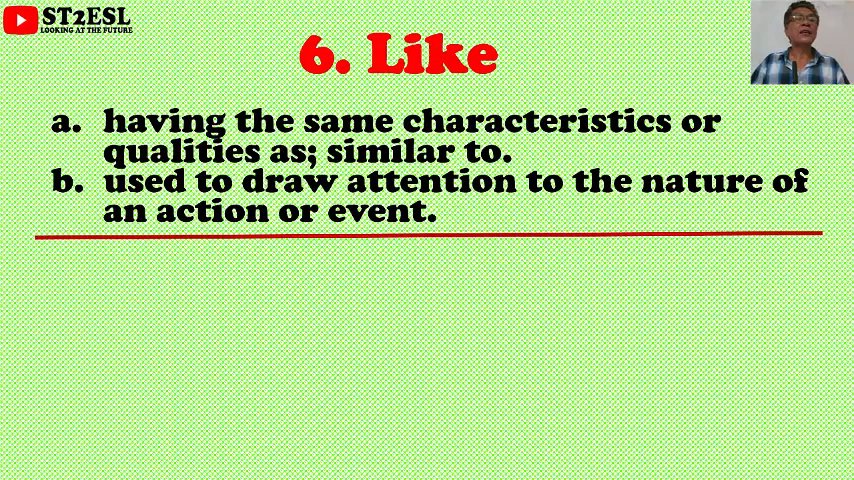 ST2ESL
LOOKING AT THE FUTURE
6. Like
a. having the same characteristics or
qualities as; similar to.
b. used to draw attention to the nature of
an action or event.